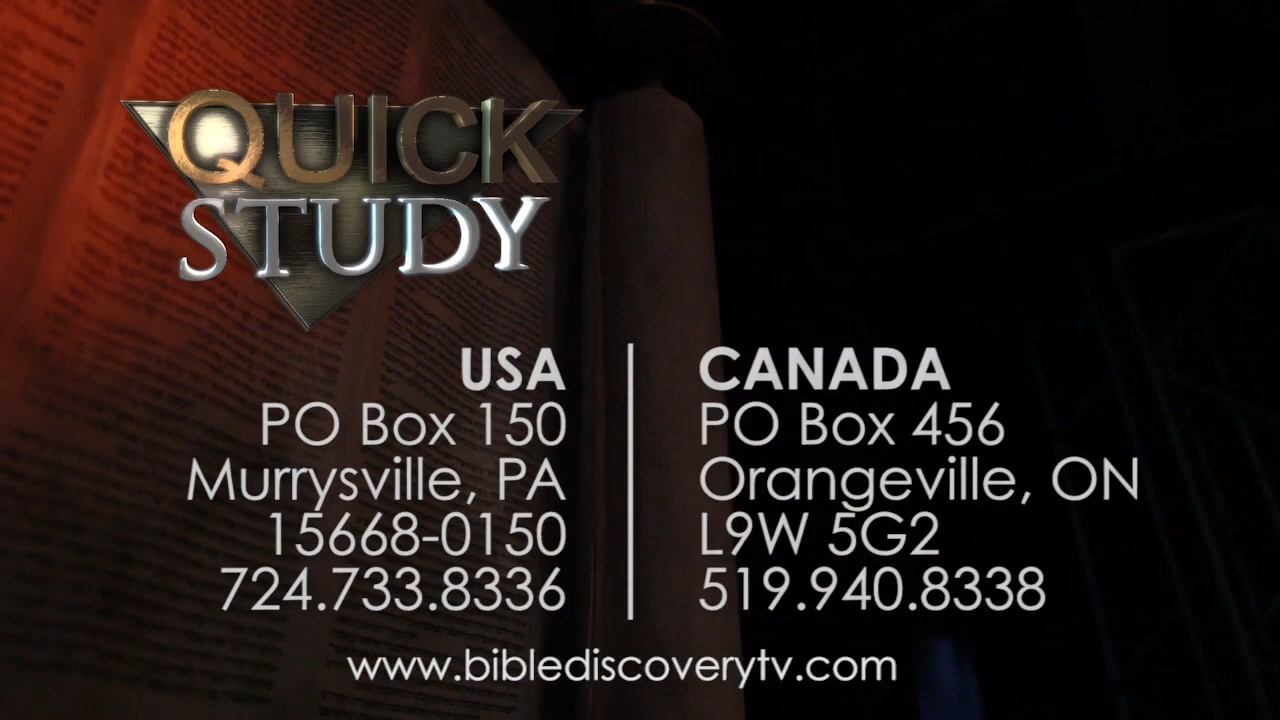 QUICK
STUDY
USA
PO Box 150
Murrysville, PA
15668-0150
724.733.8336
CANADA
PO Box 456
Orangeville, ON
L9W 5G2
519.940.8338
www.biblediscoverytv.com